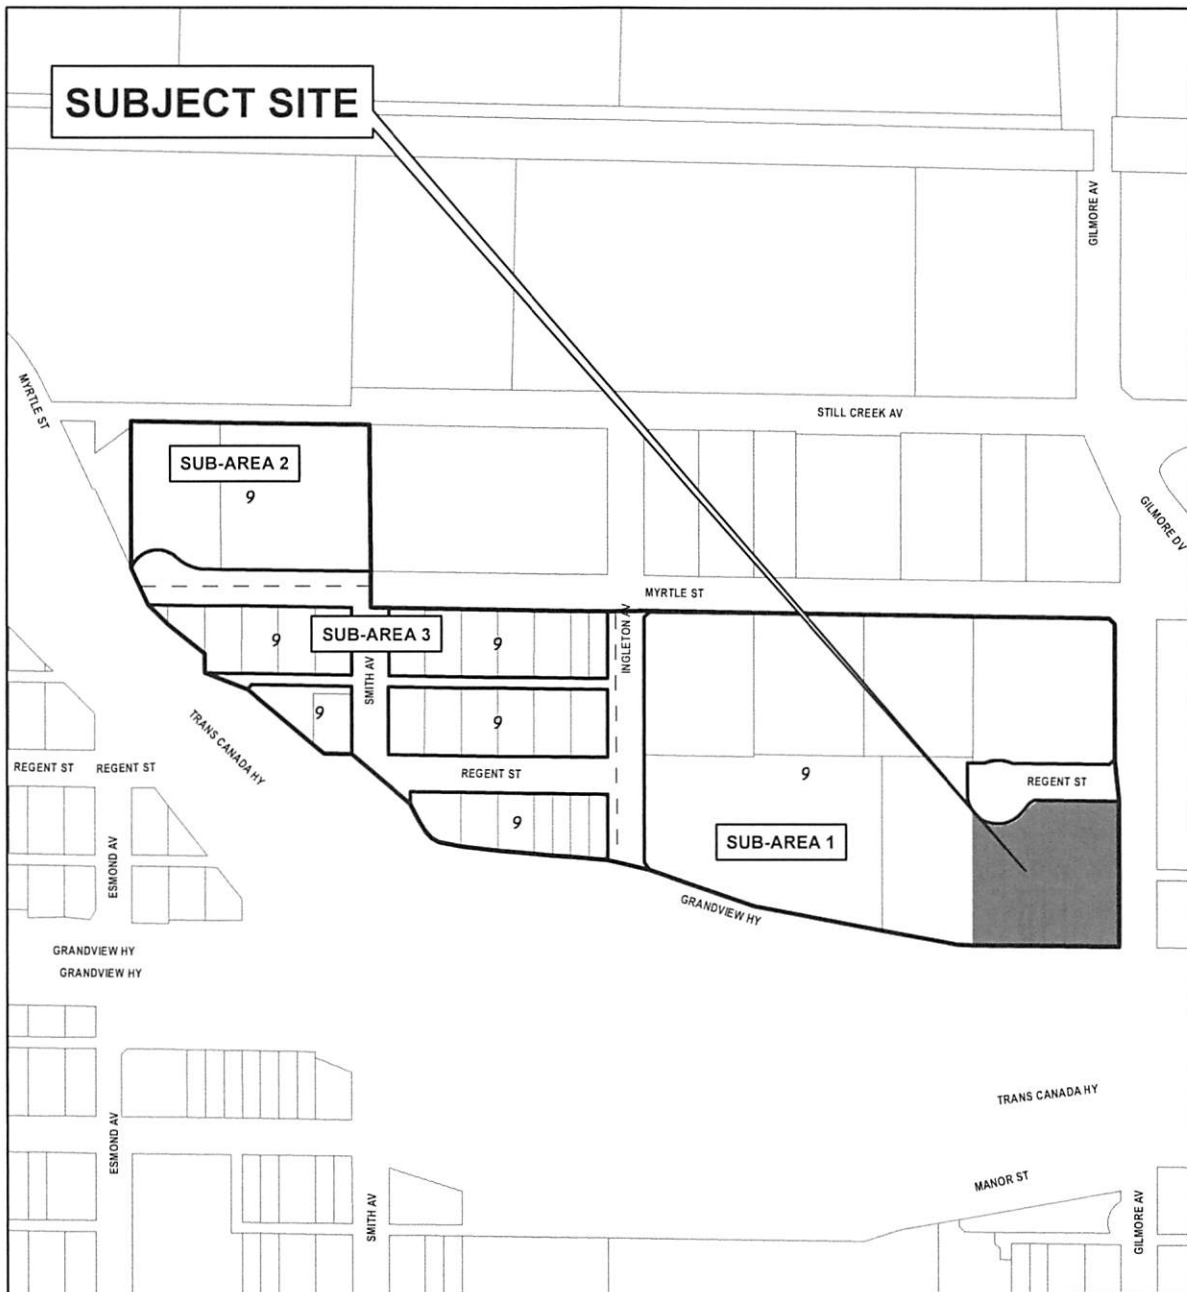 SUBJECT SITE
GILMORE AV
MYRTLE ST
STILL CREEK AV
SUB-AREA 2
9
GILMORE DV
MYRTLE ST
INGLETON AV
9
SUB-AREA 3
9
SMITH AV
9
9
TRANS CANADA HY
REGENT ST
REGENT ST
REGENT ST
9
REGENT ST
9
SUB-AREA 1
ESMOND AV
GRANDVIEW HY
GRANDVIEW HY
GRANDVIEW HY
TRANS CANADA HY
ESMOND AV
SMITH AV
MANOR ST
GILMORE AV